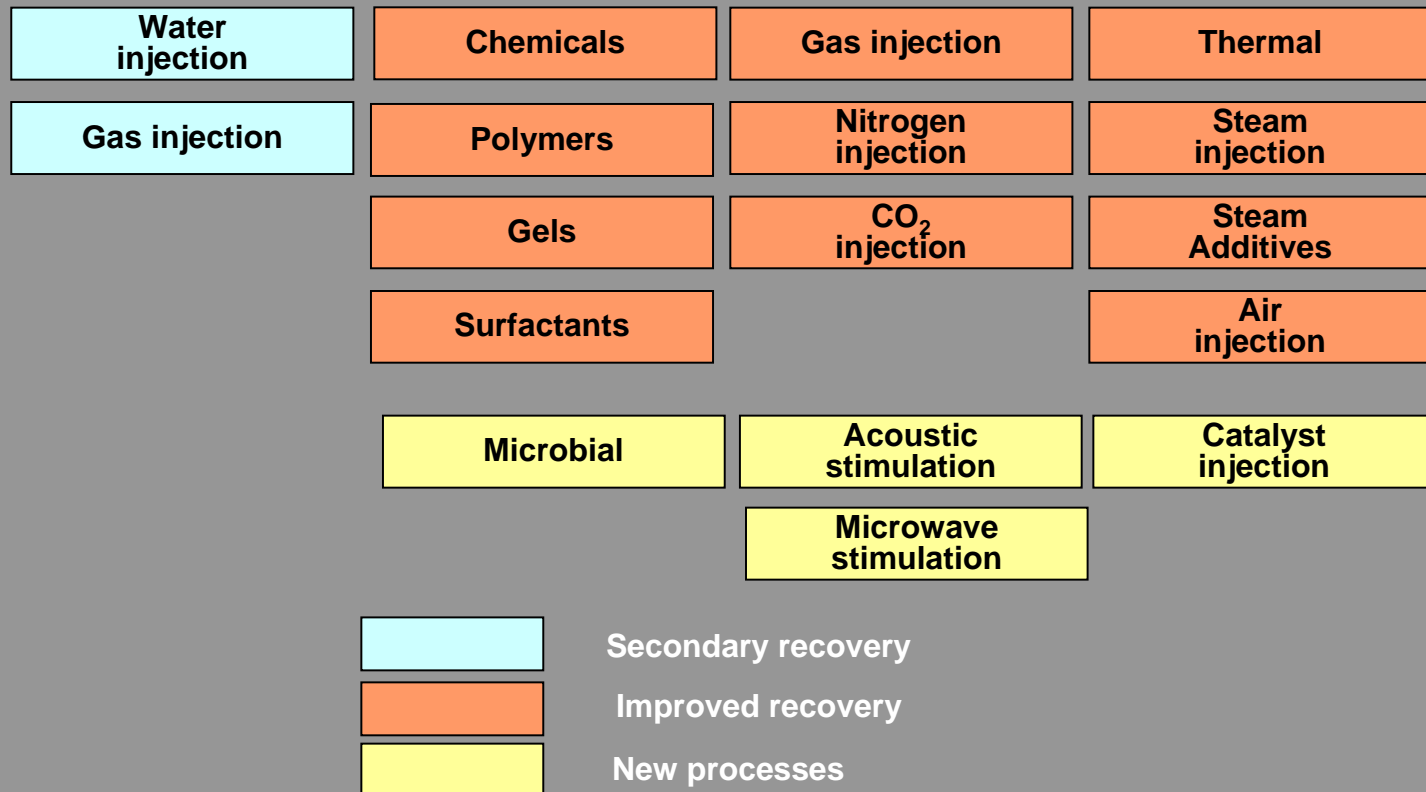 Water
injection
Chemicals
Gas injection
Thermal
Gas injection
Polymers
Nitrogen
injection
Steam
injection
Gels
CO₂
injection
Steam
Additives
Surfactants
Air
injection
Microbial
Acoustic
stimulation
Catalyst
injection
Microwave
stimulation
Secondary recovery
Improved recovery
New processes